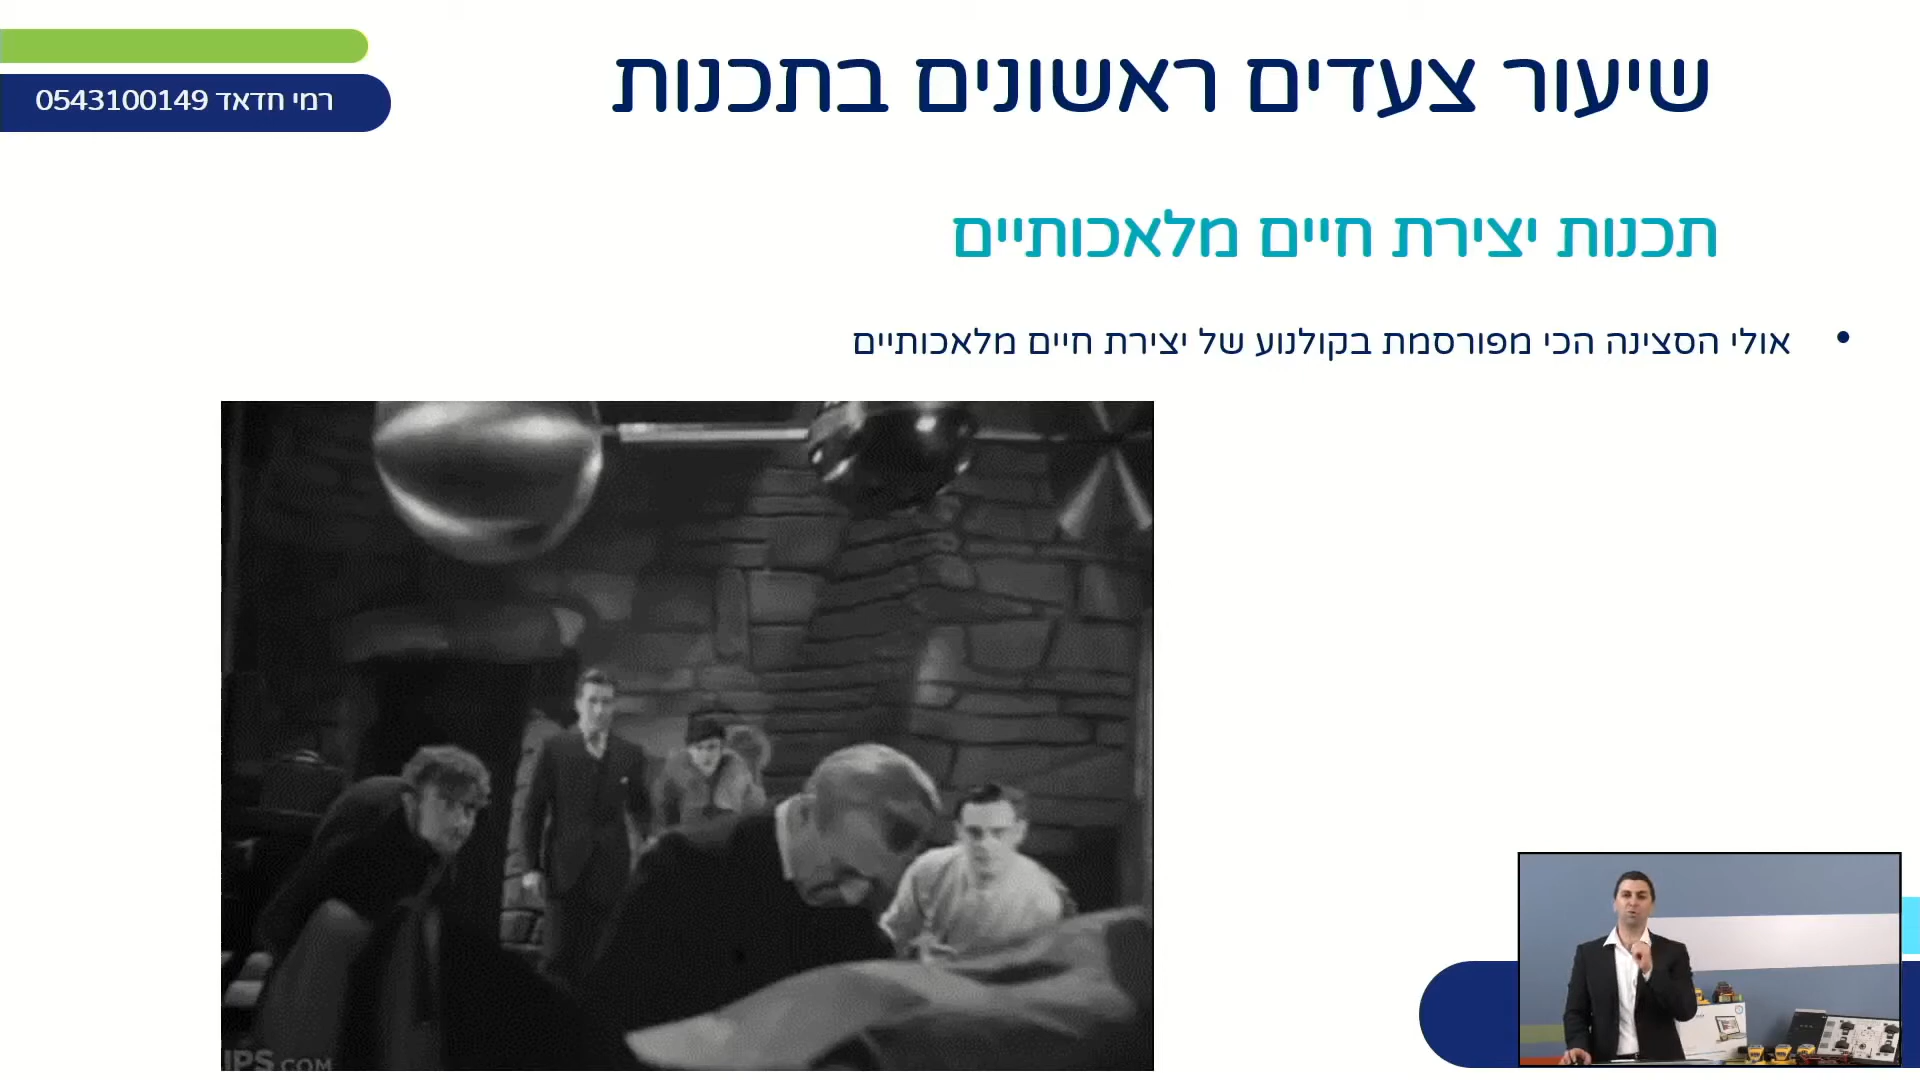 רמי חדאד 0543100149
שיעור צעדים ראשונים בתכנות
תכנות יצירת חיים מלאכותיים
• אולי הסצינה הכי מפורסמת בקולנוע של יצירת חיים מלאכותיים
IPS.COM